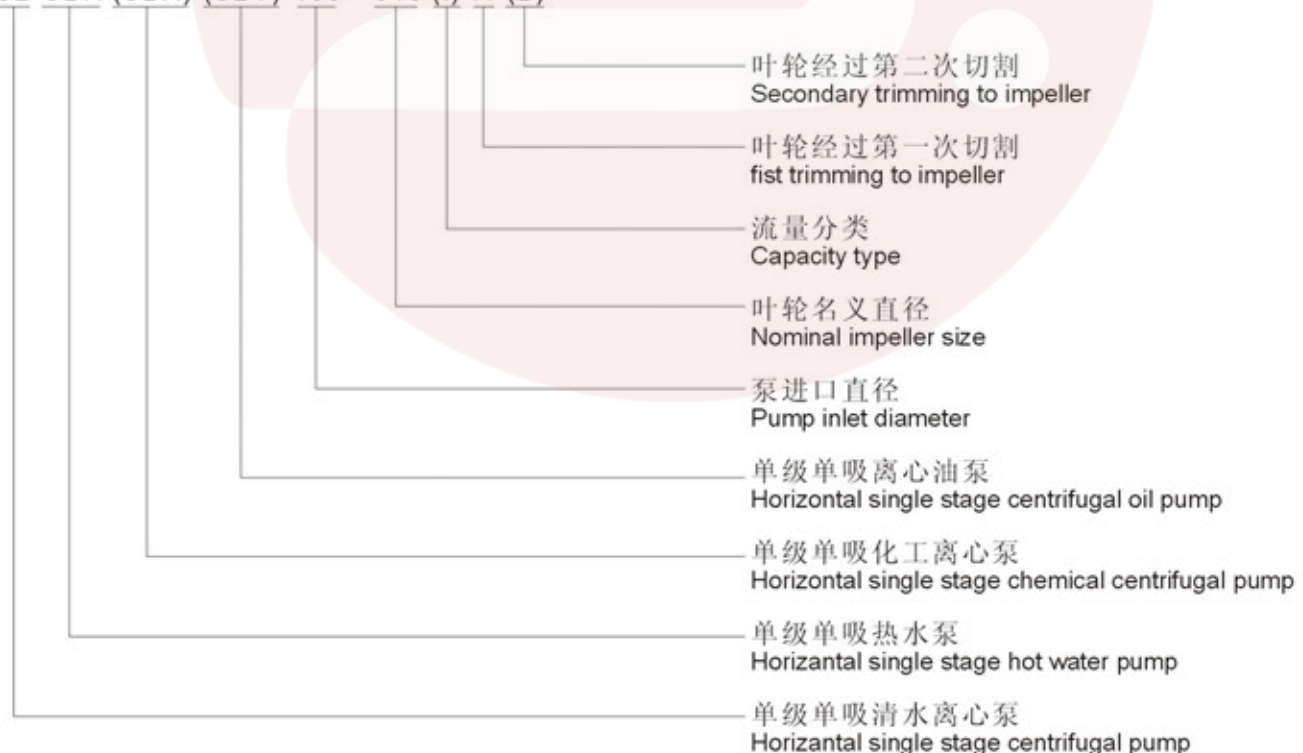 叶轮经过第二次切割
Secondary trimming to impeller
叶轮经过第一次切割
fist trimming to impeller
流量分类
Capacity type
叶轮名义直径
Nominal impeller size
泵进口直径
Pump inlet diameter
单级单吸离心油泵
Horizontal single stage centrifugal oil pump
单级单吸化工离心泵
Horizontal single stage chemical centrifugal pump
单级单吸热水泵
Horizantal single stage hot water pump
单级单吸清水离心泵
Horizantal single stage centrifugal pump